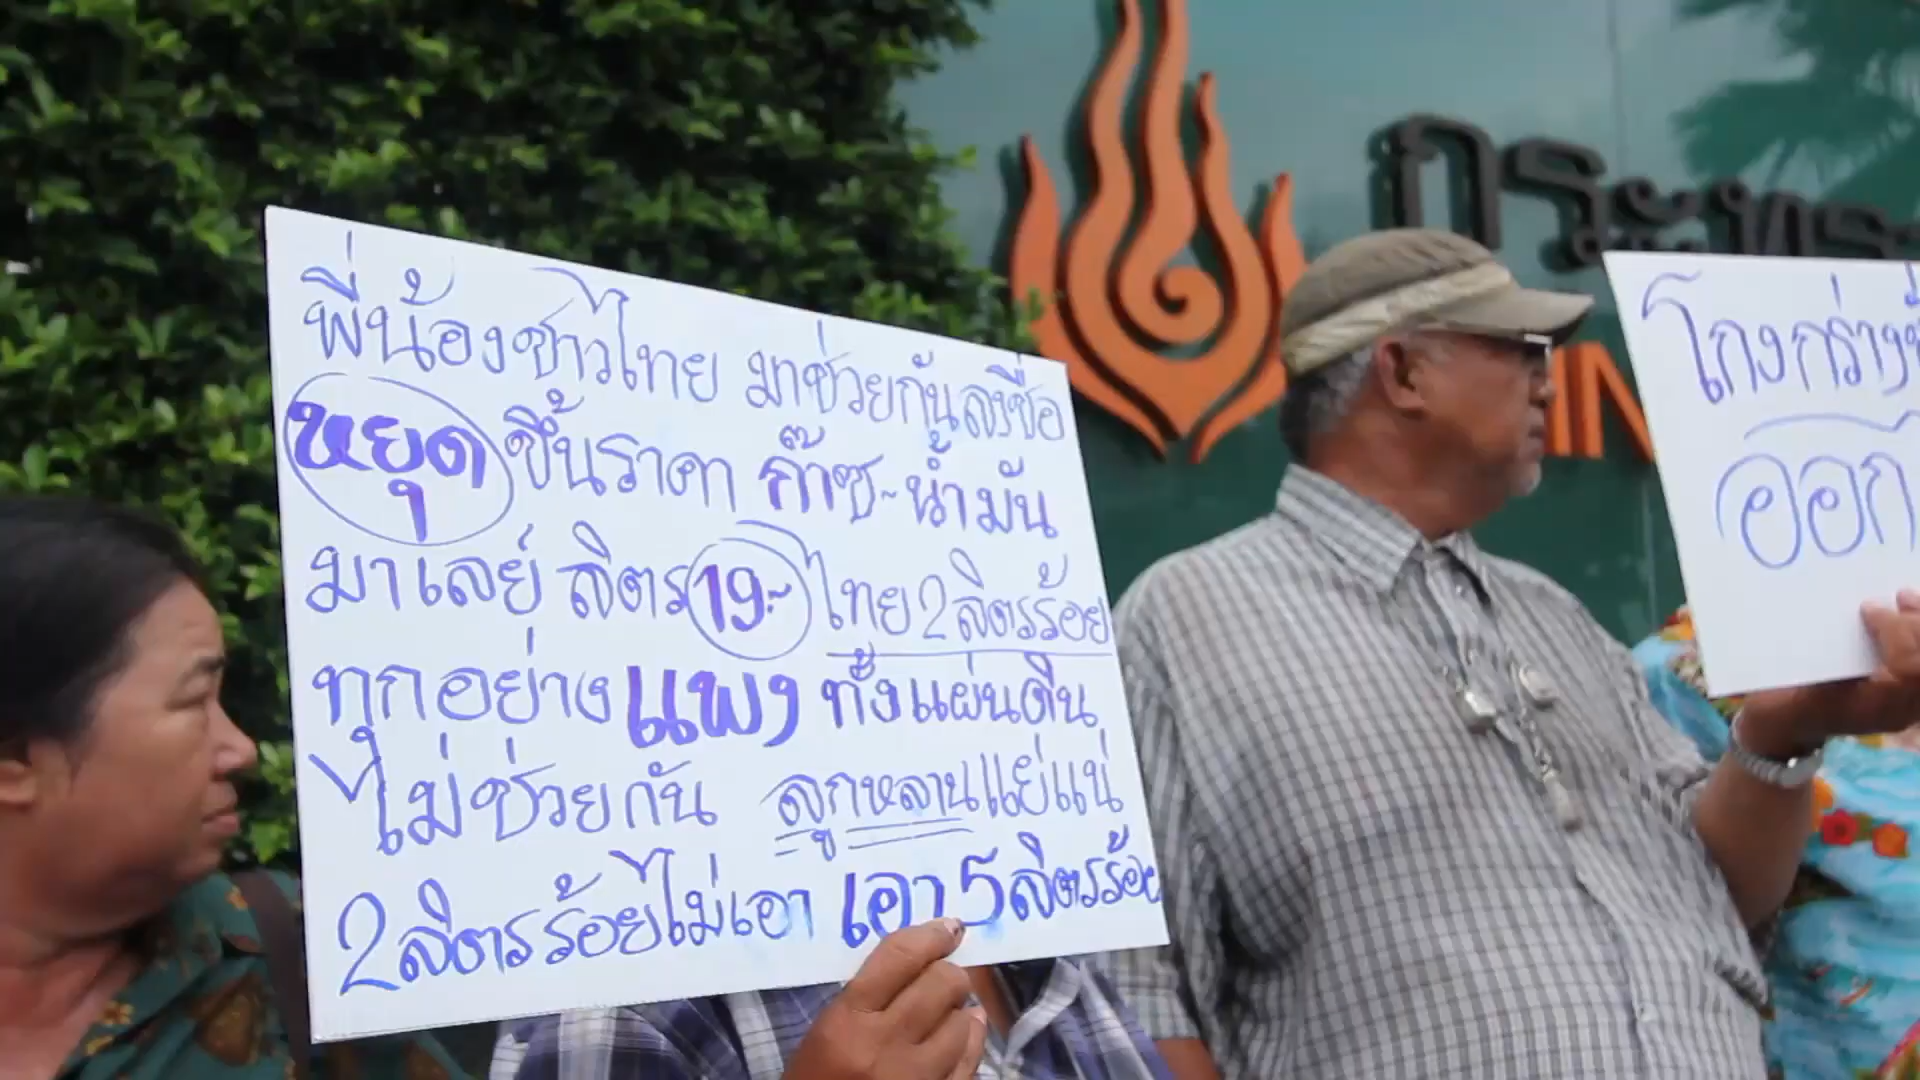 พี่น้องชาวไทย มาช่วยกันลงชื่อ
หยุด ขึ้นราคา ก๊าซ-น้ำมัน
มาเลย์ ลิตร 19.- ไทย 2 ลิตรร้อย
ทุกอย่าง แพง ทั้งแผ่นดิน
ไม่ช่วยกัน ลูกหลานแย่แน่
2 ลิตรร้อยไม่เอา เอา 5 ลิตรร้อย
กระทร
IN
โกงกร่าง
ออก